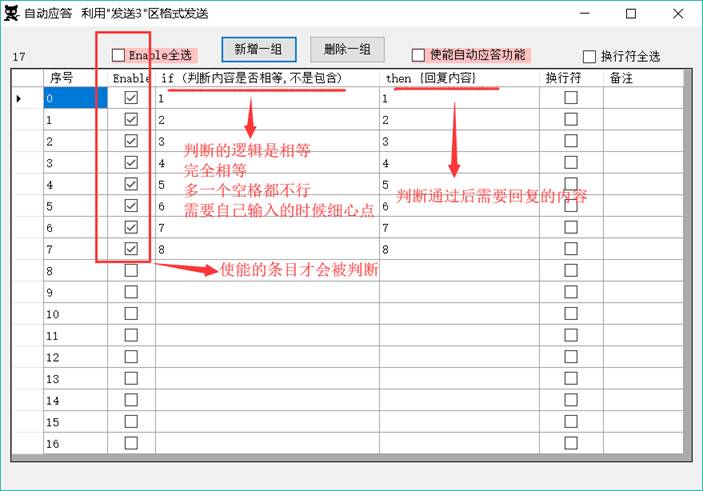 自动应答 利用"发送3"区格式发送
17 Enable全选 新增一组 删除一组 使能自动应答功能 换行符全选
序号 Enable if (判断内容是否相等,不是包含) then {回复内容} 换行符 备注
0 1 1
1 2 2
2 3 3
3 4 4
4 5 5
5 6 6
6 7 7
7 8 8
8
9
10
11
12
13
14
15
16
判断的逻辑是相等
完全相等
多一个空格都不行
需要自己输入的时候细心点
判断通过后需要回复的内容
使能的条目才会被判断